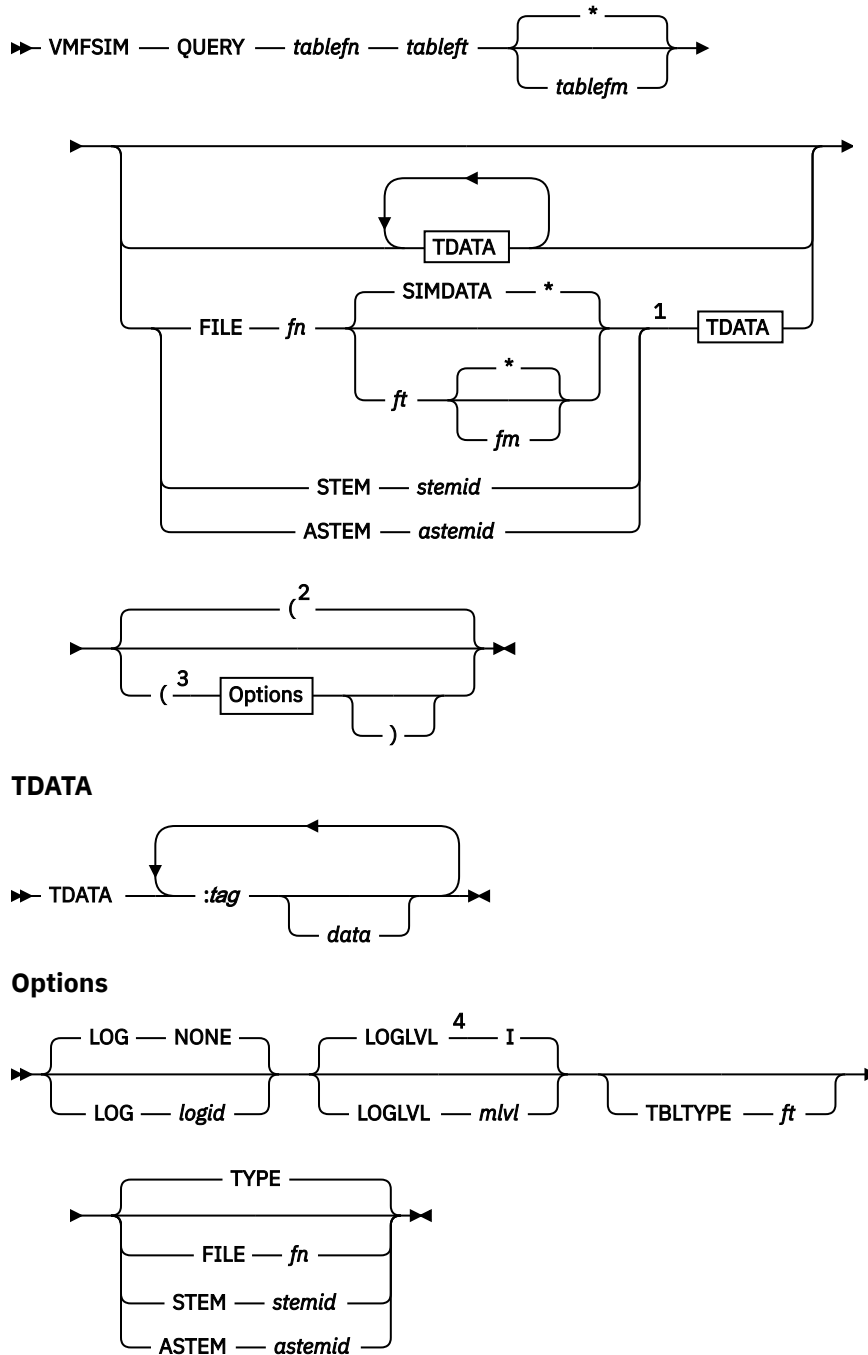 *
VMFSIM QUERY tablefn tableft
tablefm
TDATA
SIMDATA *
FILE fn 1 TDATA
*
ft
fm
STEM stemid
ASTEM astemid
( 2
( 3 Options
)
TDATA
TDATA :tag
data
Options
LOG NONE LOGLVL 4 I
LOG logid LOGLVL mlvl TBLTYPE ft
TYPE
FILE fn
STEM stemid
ASTEM astemid